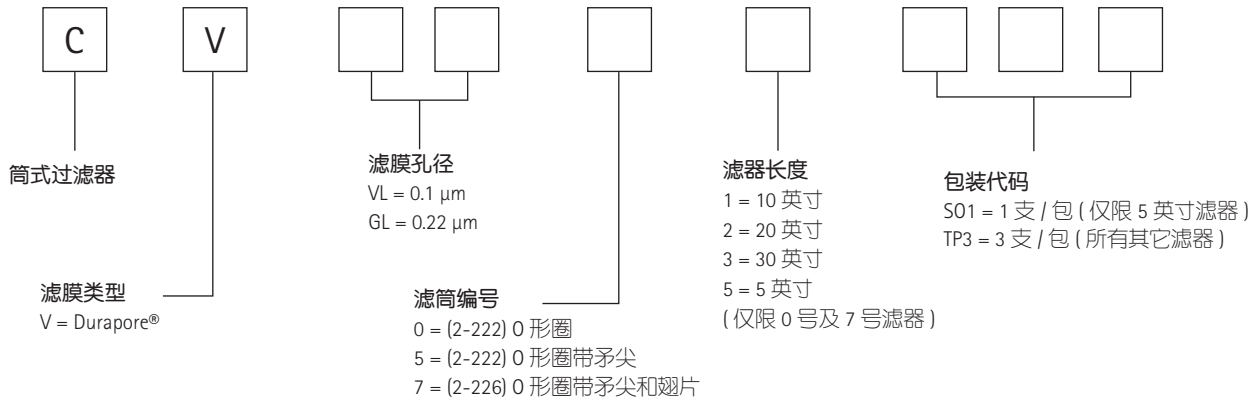 C V
筒式过滤器
滤膜类型
V = Durapore®
滤膜孔径
VL = 0.1 µm
GL = 0.22 µm
滤筒编号
0 = (2-222) O 形圈
5 = (2-222) O 形圈带矛尖
7 = (2-226) O 形圈带矛尖和翅片
滤器长度
1 = 10 英寸
2 = 20 英寸
3 = 30 英寸
5 = 5 英寸
( 仅限 0 号及 7 号滤器 )
包装代码
S01 = 1 支 / 包 ( 仅限 5 英寸滤器 )
TP3 = 3 支 / 包 ( 所有其它滤器 )